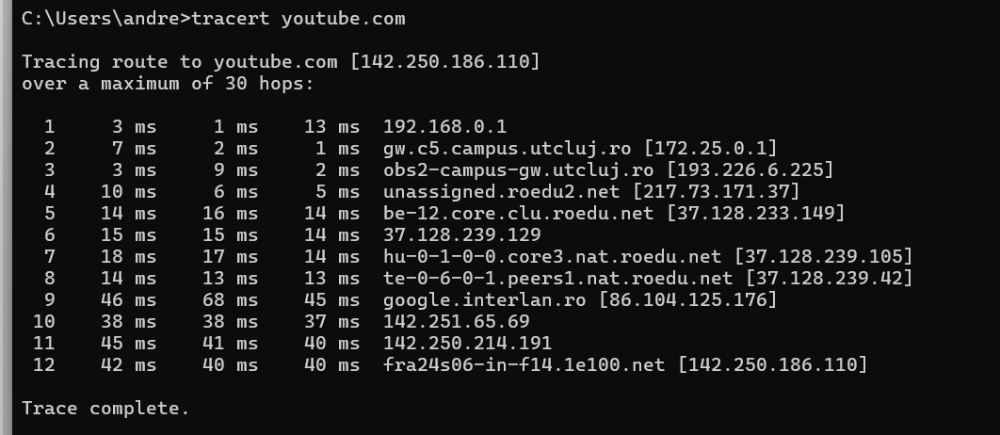 C:\Users\andre>tracert youtube.com
Tracing route to youtube.com [142.250.186.110]
over a maximum of 30 hops:
1 3 ms 1 ms 13 ms 192.168.0.1
2 7 ms 2 ms 1 ms gw.c5.campus.utcluj.ro [172.25.0.1]
3 3 ms 9 ms 2 ms obs2-campus-gw.utcluj.ro [193.226.6.225]
4 10 ms 6 ms 5 ms unassigned.roedu2.net [217.73.171.37]
5 14 ms 16 ms 14 ms be-12.core.clu.roedu.net [37.128.233.149]
6 15 ms 15 ms 14 ms 37.128.239.129
7 18 ms 17 ms 14 ms hu-0-1-0-0.core3.nat.roedu.net [37.128.239.105]
8 14 ms 13 ms 13 ms te-0-6-0-1.peers1.nat.roedu.net [37.128.239.42]
9 46 ms 68 ms 45 ms google.interlan.ro [86.104.125.176]
10 38 ms 38 ms 37 ms 142.251.65.69
11 45 ms 41 ms 40 ms 142.250.214.191
12 42 ms 40 ms 40 ms fra24s06-in-f14.1e100.net [142.250.186.110]
Trace complete.